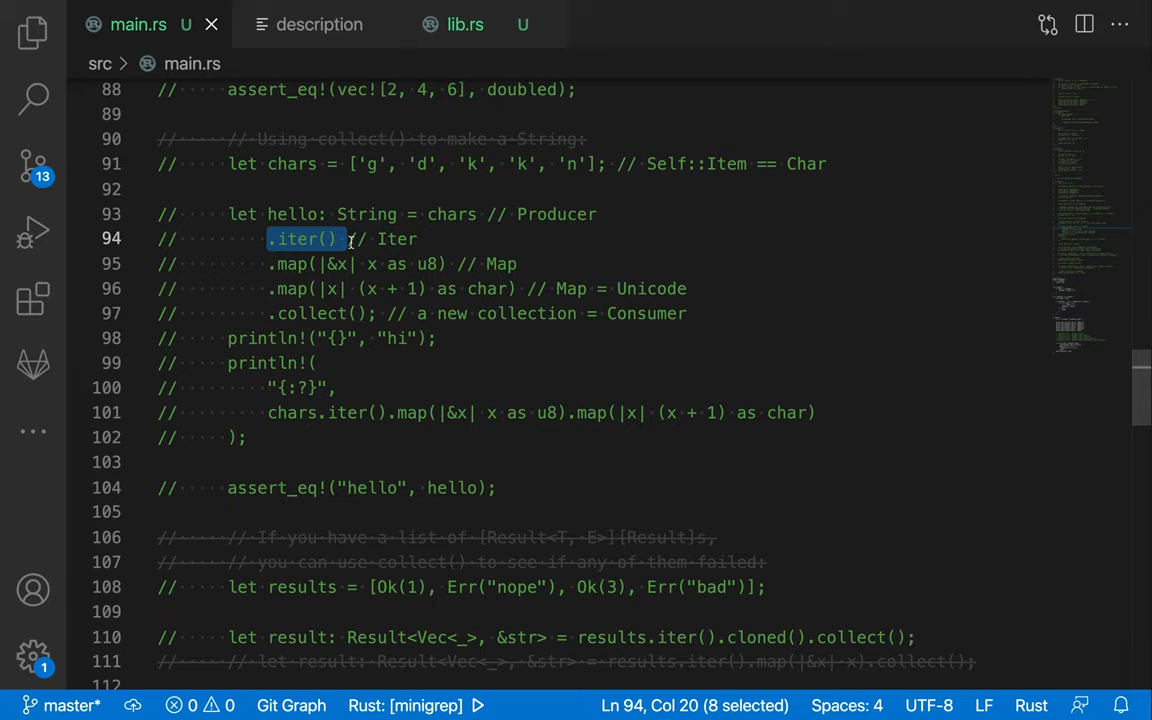 main.rs U description lib.rs U
src > main.rs
88 // assert_eq!(vec![2, 4, 6], doubled);
89
90 // // Using collect() to make a String:
91 // let chars = ['g', 'd', 'k', 'k', 'n']; // Self::Item == Char
92
93 // let hello: String = chars // Producer
94 // .iter() // Iter
95 // .map(|&x| x as u8) // Map
96 // .map(|x| (x + 1) as char) // Map = Unicode
97 // .collect(); // a new collection = Consumer
98 // println!("{}", "hi");
99 // println!(
100 // "{:?}",
101 // chars.iter().map(|&x| x as u8).map(|x| (x + 1) as char)
102 // );
103
104 // assert_eq!("hello", hello);
105
106 // // If you have a list of [Result<T, E>][Result]s,
107 // // you can use collect() to see if any of them failed:
108 // let results = [Ok(1), Err("nope"), Ok(3), Err("bad")];
109
110 // let result: Result<Vec<_>, &str> = results.iter().cloned().collect();
111 // // let result: Result<Vec<_>, &str> = results.iter().map(|&x| x).collect();
112
13
1
master* 0 0 Git Graph Rust: [minigrep] Ln 94, Col 20 (8 selected) Spaces: 4 UTF-8 LF Rust